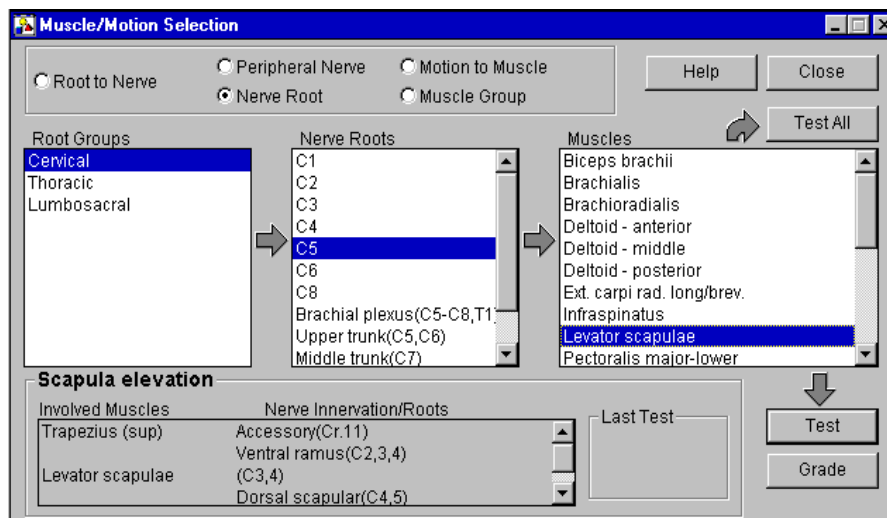 Muscle/Motion Selection
Root to Nerve
Peripheral Nerve
Motion to Muscle
Nerve Root
Muscle Group
Help
Close
Test All
Root Groups
Cervical
Thoracic
Lumbosacral
Nerve Roots
C1
C2
C3
C4
C5
C6
C8
Brachial plexus(C5-C8,T1)
Upper trunk(C5,C6)
Middle trunk(C7)
Muscles
Biceps brachii
Brachialis
Brachioradialis
Deltoid - anterior
Deltoid - middle
Deltoid - posterior
Ext. carpi rad. long/brev.
Infraspinatus
Levator scapulae
Pectoralis major-lower
Scapula elevation
Involved Muscles Nerve Innervation/Roots
Trapezius (sup) Accessory(Cr.11)
Ventral ramus(C2,3,4)
Levator scapulae (C3,4)
Dorsal scapular(C4,5)
Last Test
Test
Grade